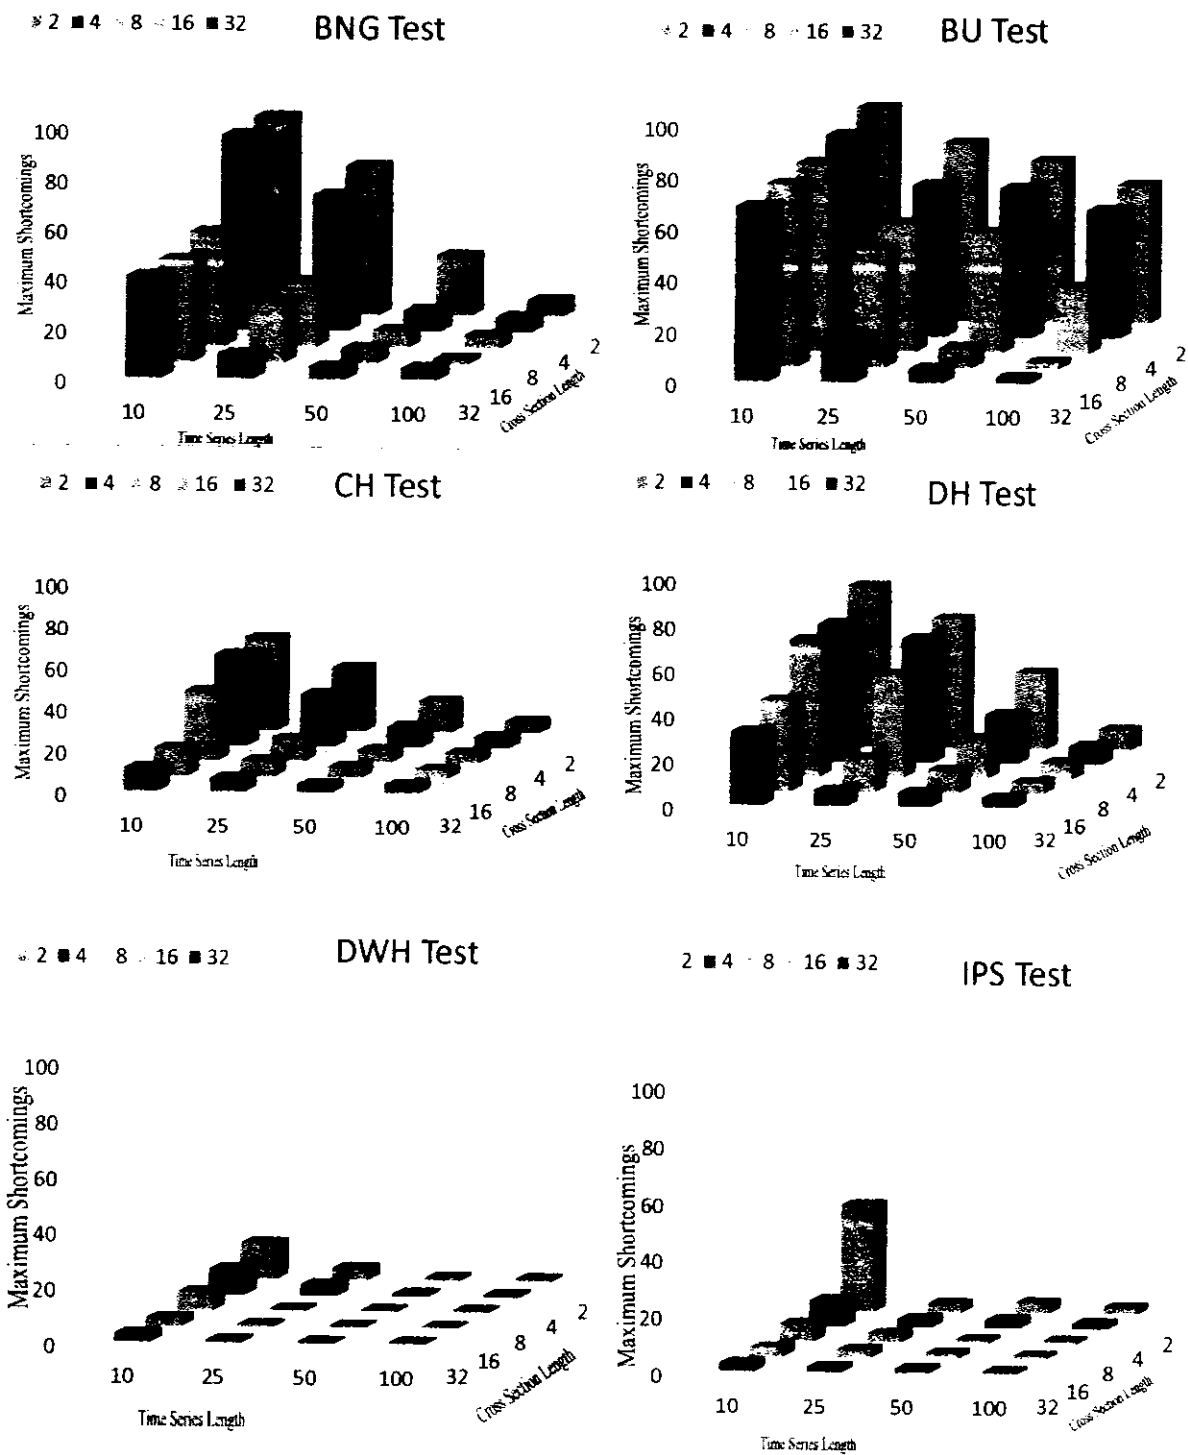 2 4 8 16 32 BNG Test
100
80
60
40
20
0
Maximum Shortcomings
10 25 50 100 32 16 8 4 2
Time Series Length
Cross Section Length
2 4 8 16 32 BU Test
100
80
60
40
20
0
Maximum Shortcomings
10 25 50 100 32 16 8 4 2
Time Series Length
Cross Section Length
2 4 8 16 32 CH Test
100
80
60
40
20
0
Maximum Shortcomings
10 25 50 100 32 16 8 4 2
Time Series Length
Cross Section Length
2 4 8 16 32 DH Test
100
80
60
40
20
0
Maximum Shortcomings
10 25 50 100 32 16 8 4 2
Time Series Length
Cross Section Length
2 4 8 16 32 DWH Test
100
80
60
40
20
0
Maximum Shortcomings
10 25 50 100 32 16 8 4 2
Time Series Length
Cross Section Length
2 4 8 16 32 IPS Test
100
80
60
40
20
0
Maximum Shortcomings
10 25 50 100 32 16 8 4 2
Time Series Length
Cross Section Length